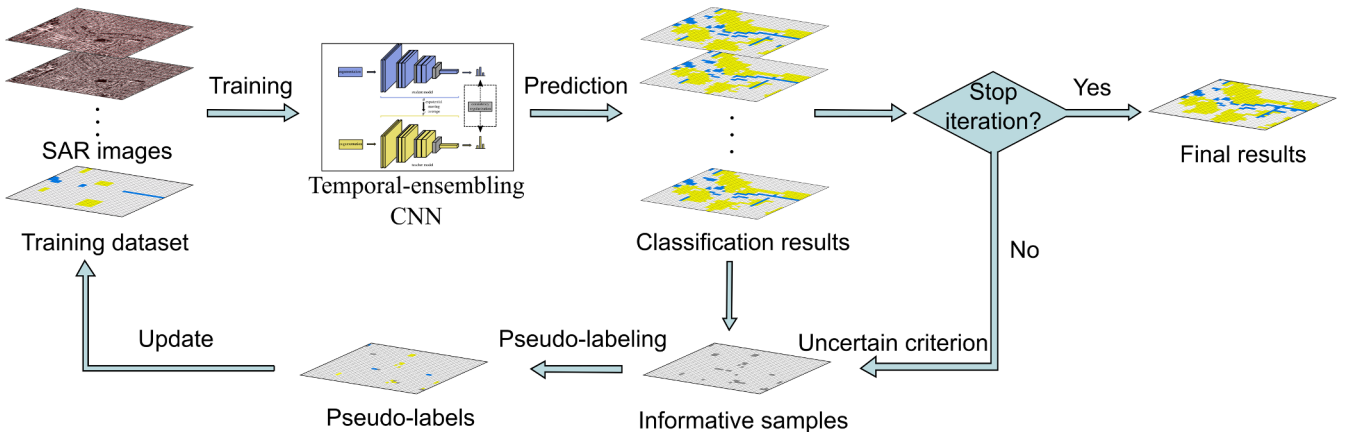 SAR images
Training dataset
Training
Temporal-ensembling
CNN
Prediction
Classification results
Stop
iteration?
Yes
Final results
No
Uncertain criterion
Informative samples
Pseudo-labeling
Pseudo-labels
Update